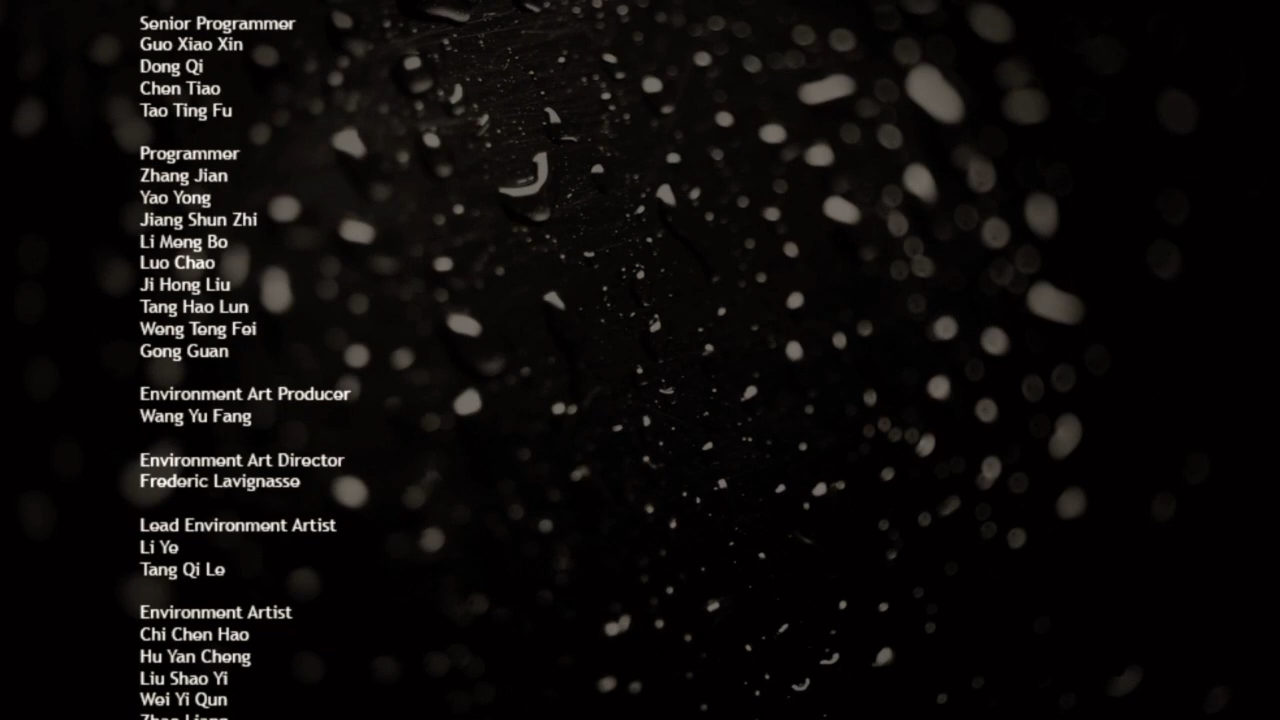 Senior Programmer
Guo Xiao Xin
Dong Qi
Chen Tiao
Tao Ting Fu
Programmer
Zhang Jian
Yao Yong
Jiang Shun Zhi
Li Meng Bo
Luo Chao
Ji Hong Liu
Tang Hao Lun
Weng Teng Fei
Gong Guan
Environment Art Producer
Wang Yu Fang
Environment Art Director
Frederic Lavignasse
Lead Environment Artist
Li Ye
Tang Qi Le
Environment Artist
Chi Chen Hao
Hu Yan Cheng
Liu Shao Yi
Wei Yi Qun